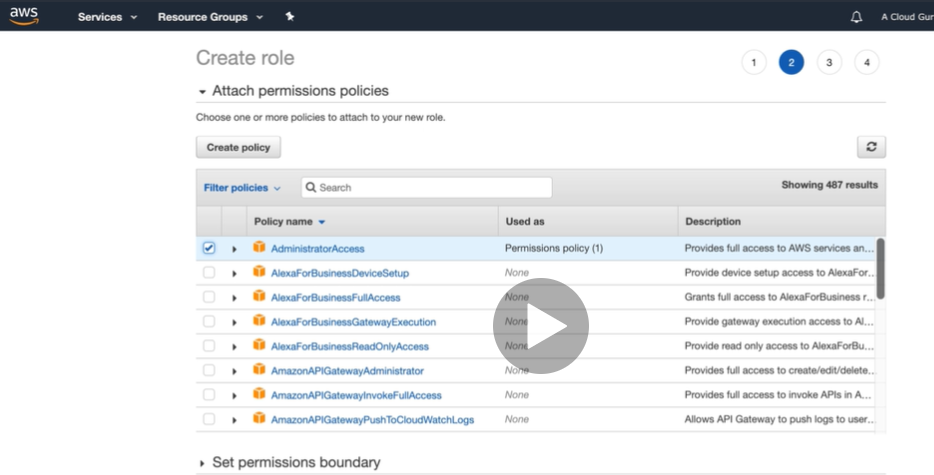 aws Services Resource Groups A Cloud Gur
Create role 1 2 3 4
Attach permissions policies
Choose one or more policies to attach to your new role.
Create policy
Filter policies Search Showing 487 results
Policy name Used as Description
AdministratorAccess Permissions policy (1) Provides full access to AWS services an...
AlexaForBusinessDeviceSetup None Provide device setup access to AlexaFor...
AlexaForBusinessFullAccess None Grants full access to AlexaForBusiness r...
AlexaForBusinessGatewayExecution None Provide gateway execution access to Al...
AlexaForBusinessReadOnlyAccess None Provide read only access to AlexaForBu...
AmazonAPIGatewayAdministrator None Provides full access to create/edit/delete...
AmazonAPIGatewayInvokeFullAccess None Provides full access to invoke APIs in A...
AmazonAPIGatewayPushToCloudWatchLogs None Allows API Gateway to push logs to user...
Set permissions boundary